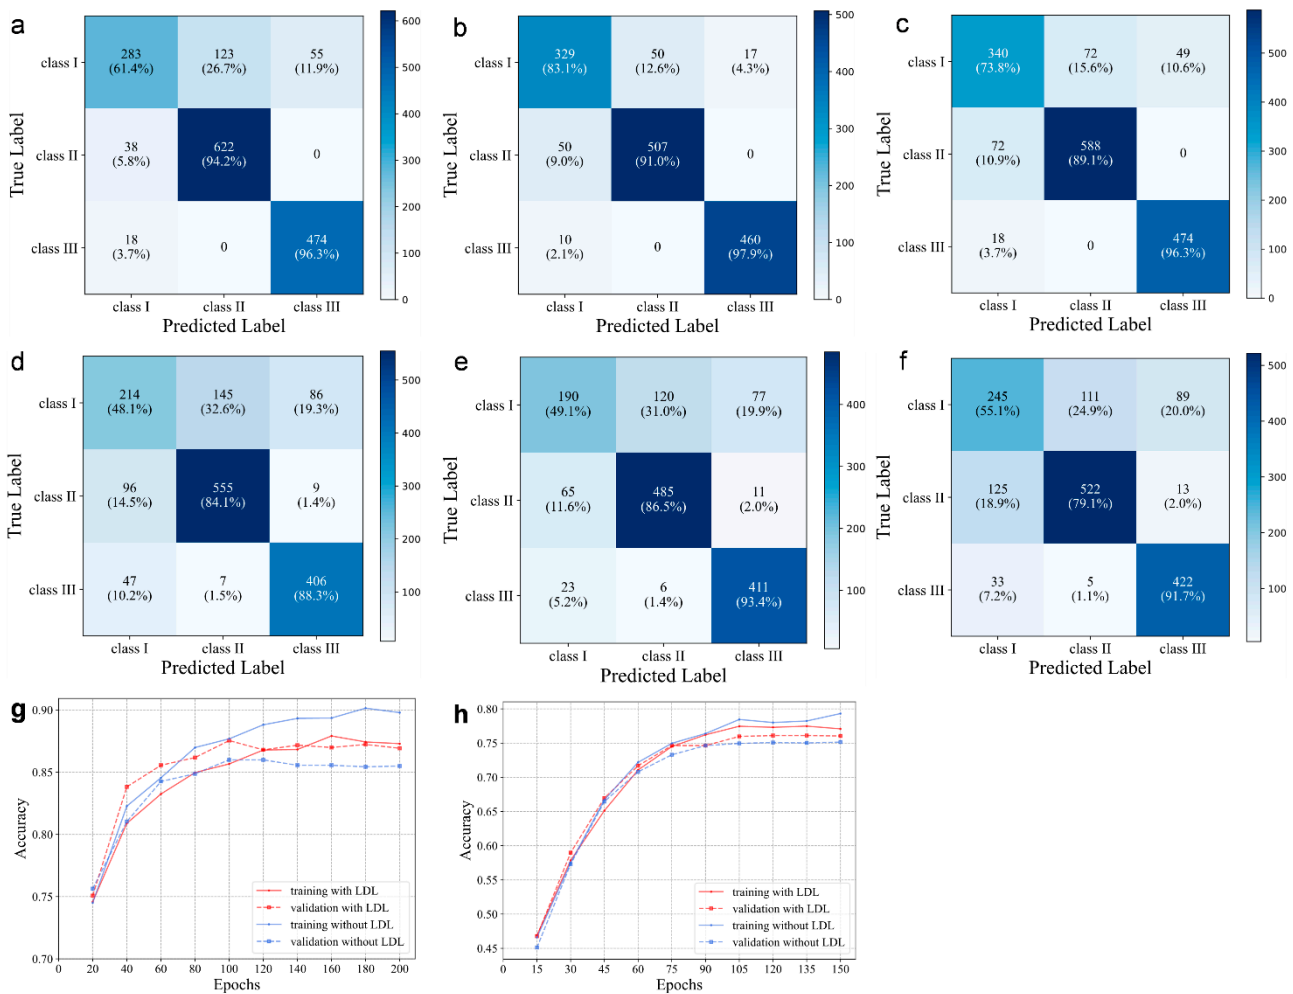 a
True Label
class I
class II
class III
283
(61.4%)
123
(26.7%)
55
(11.9%)
38
(5.8%)
622
(94.2%)
0
18
(3.7%)
0
474
(96.3%)
class I class II class III
Predicted Label
600
500
400
300
200
100
0
b
True Label
class I
class II
class III
329
(83.1%)
50
(12.6%)
17
(4.3%)
50
(9.0%)
507
(91.0%)
0
10
(2.1%)
0
460
(97.9%)
class I class II class III
Predicted Label
500
400
300
200
100
0
c
True Label
class I
class II
class III
340
(73.8%)
72
(15.6%)
49
(10.6%)
72
(10.9%)
588
(89.1%)
0
18
(3.7%)
0
474
(96.3%)
class I class II class III
Predicted Label
500
400
300
200
100
0
d
True Label
class I
class II
class III
214
(48.1%)
145
(32.6%)
86
(19.3%)
96
(14.5%)
555
(84.1%)
9
(1.4%)
47
(10.2%)
7
(1.5%)
406
(88.3%)
class I class II class III
Predicted Label
500
400
300
200
100
e
True Label
class I
class II
class III
190
(49.1%)
120
(31.0%)
77
(19.9%)
65
(11.6%)
485
(86.5%)
11
(2.0%)
23
(5.2%)
6
(1.4%)
411
(93.4%)
class I class II class III
Predicted Label
400
300
200
100
f
True Label
class I
class II
class III
245
(55.1%)
111
(24.9%)
89
(20.0%)
125
(18.9%)
522
(79.1%)
13
(2.0%)
33
(7.2%)
5
(1.1%)
422
(91.7%)
class I class II class III
Predicted Label
500
400
300
200
100
g
Accuracy
0.90
0.85
0.80
0.75
0.70
training with LDL
validation with LDL
training without LDL
validation without LDL
0 20 40 60 80 100 120 140 160 180 200
Epochs
h
Accuracy
0.80
0.75
0.70
0.65
0.60
0.55
0.50
0.45
training with LDL
validation with LDL
training without LDL
validation without LDL
0 15 30 45 60 75 90 105 120 135 150
Epochs